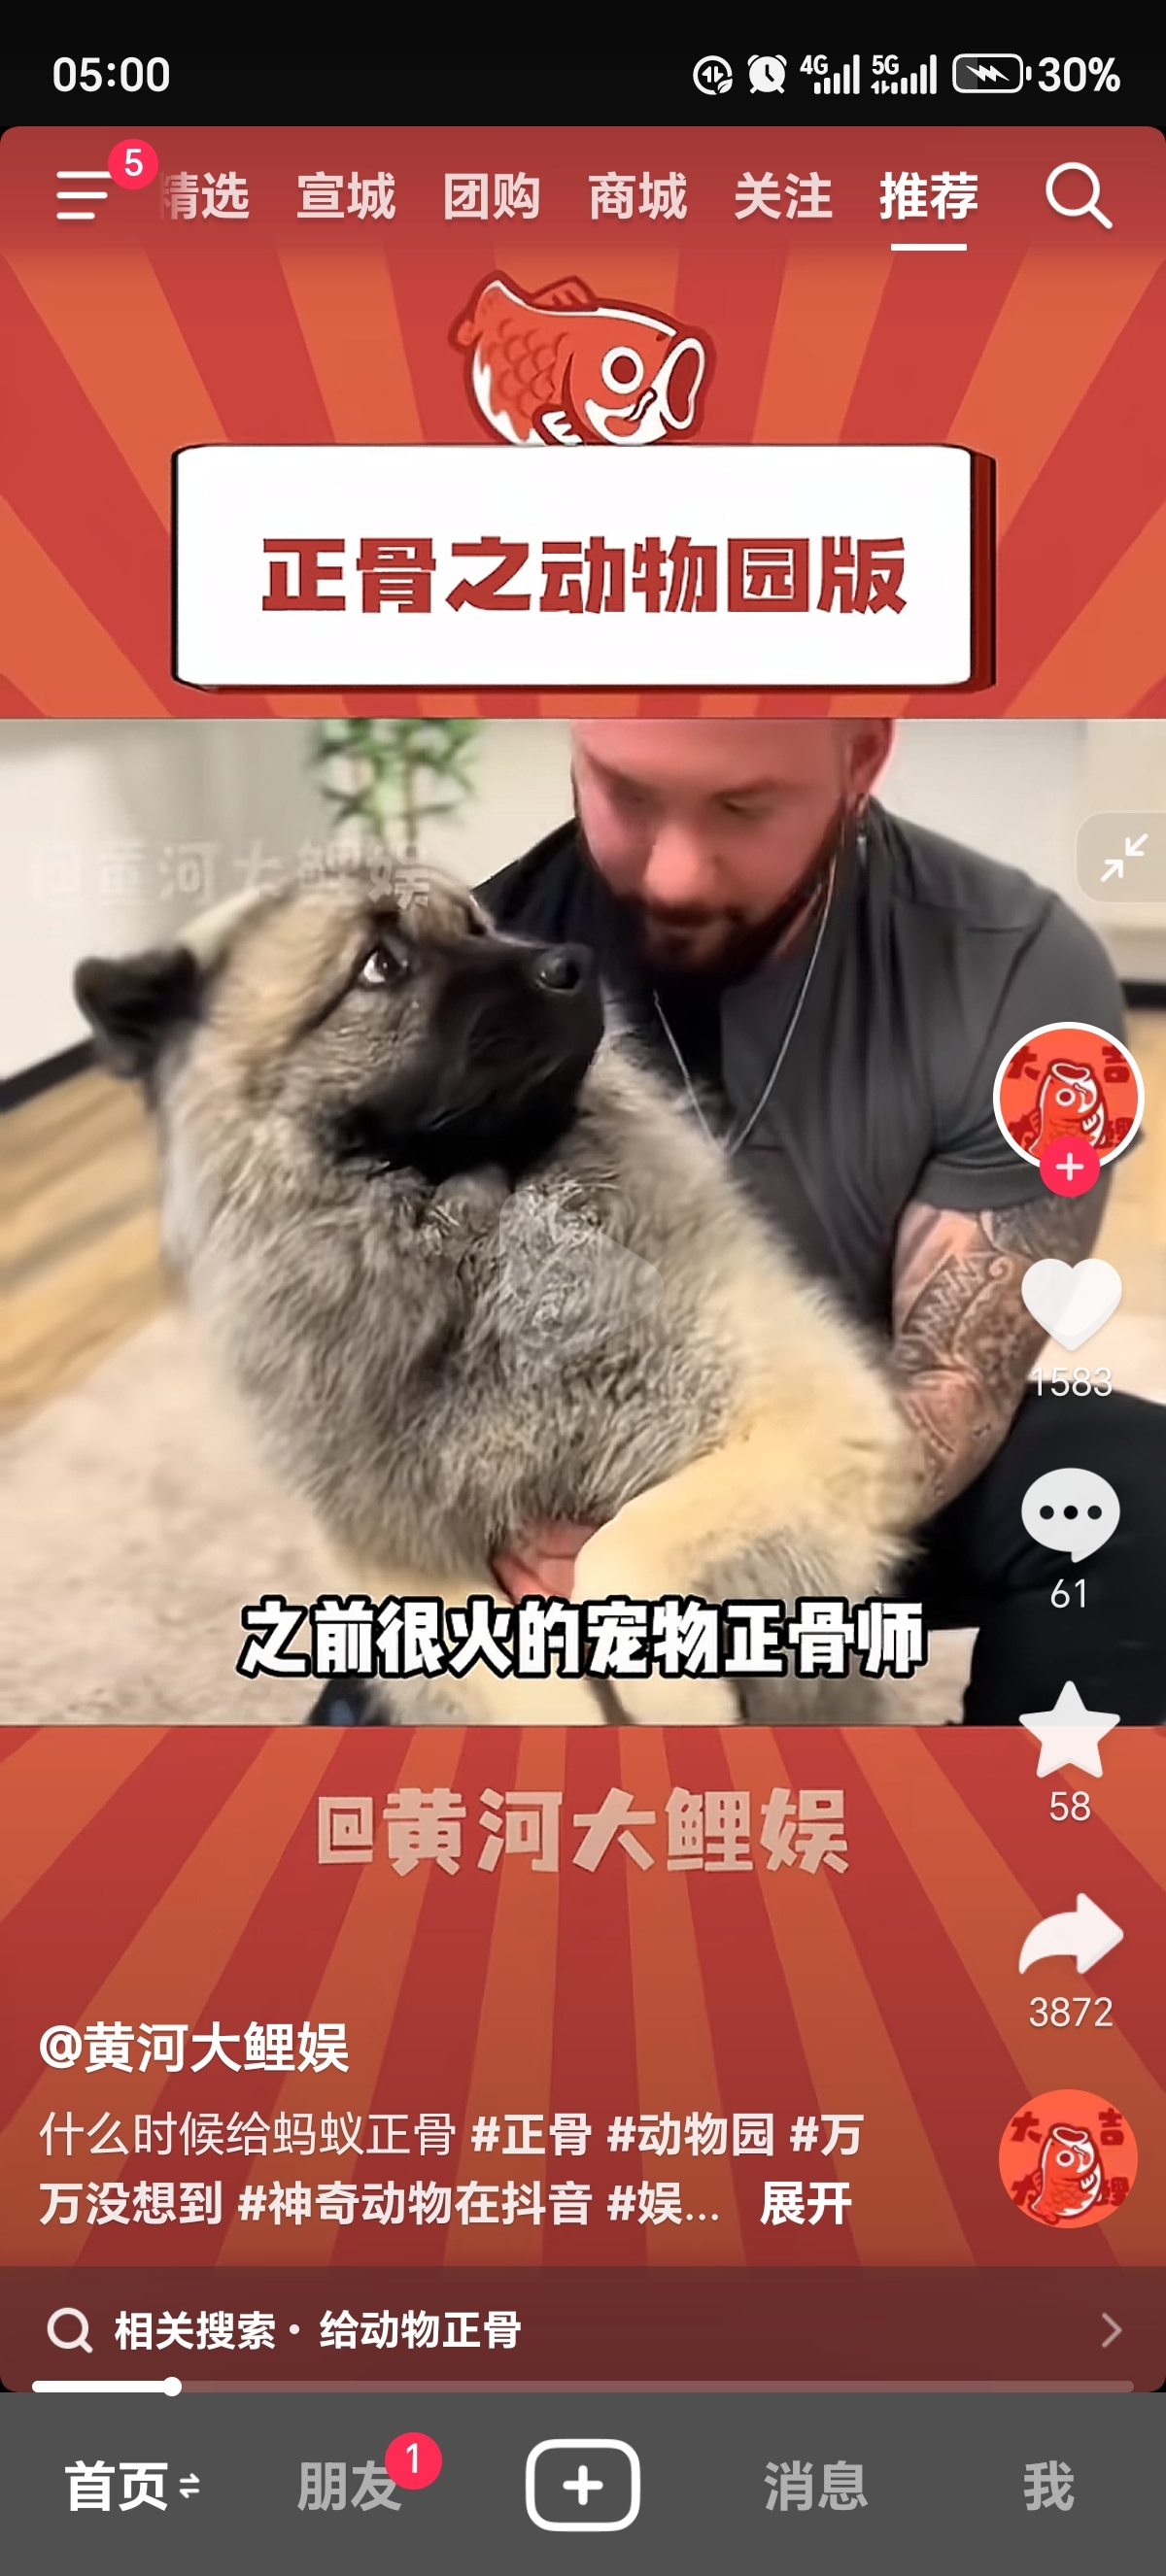 05:00
4G 5G 30%
5
精选 宣城 团购 商城 关注 推荐
正骨之动物园版
@黄河大鲤娱
大吉
1583
61
之前很火的宠物正骨师
58
@黄河大鲤娱
3872
@黄河大鲤娱
什么时候给蚂蚁正骨 #正骨 #动物园 #万
万没想到 #神奇动物在抖音 #娱... 展开
大吉
相关搜索· 给动物正骨
首页 朋友 1 消息 我